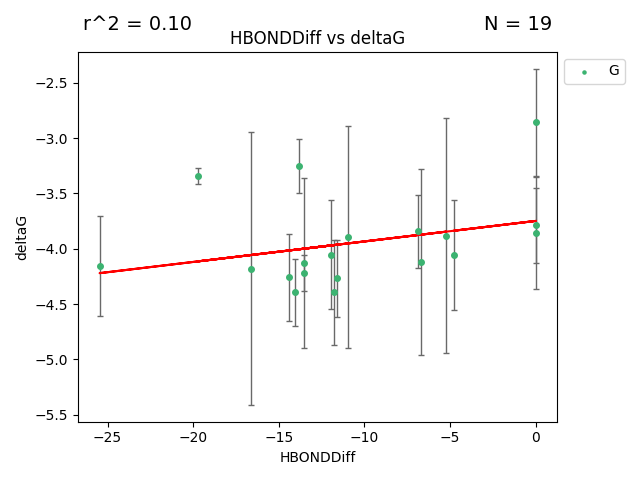 r^2 = 0.10
N = 19
HBONDDiff vs deltaG
G
−2.5
−3.0
−3.5
−4.0
−4.5
−5.0
−5.5
deltaG
−25
−20
−15
−10
−5
0
HBONDDiff